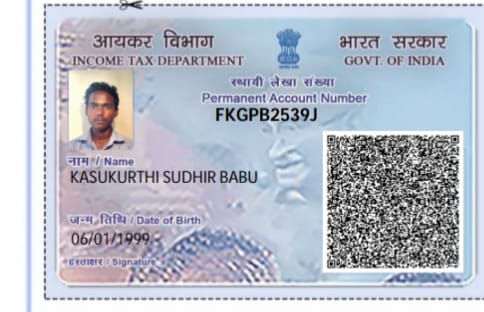 आयकर विभाग
INCOME TAX DEPARTMENT
भारत सरकार
GOVT. OF INDIA
स्थायी लेखा संख्या
Permanent Account Number
FKGPB2539J
नाम / Name
KASUKURTHI SUDHIR BABU
जन्म तिथि / Date of Birth
06/01/1999
हस्ताक्षर / Signature